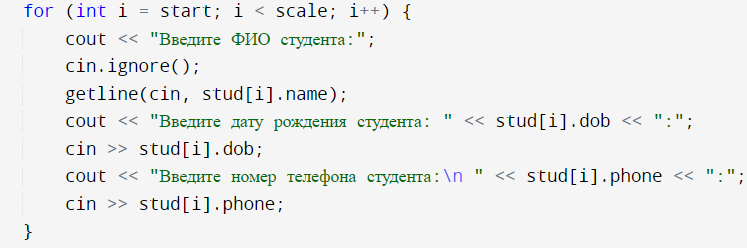 for (int i = start; i < scale; i++) {
cout << "Введите ФИО студента:";
cin.ignore();
getline(cin, stud[i].name);
cout << "Введите дату рождения студента: " << stud[i].dob << ":";
cin >> stud[i].dob;
cout << "Введите номер телефона студента:\n " << stud[i].phone << ":";
cin >> stud[i].phone;
}